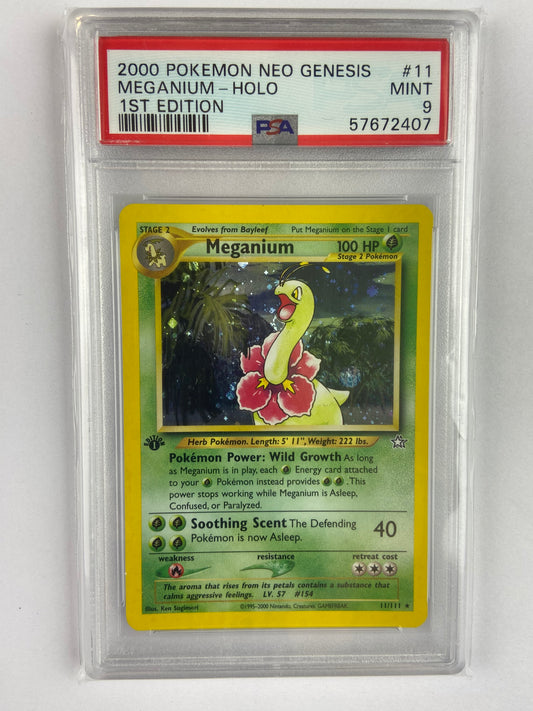 2000 POKEMON NEO GENESIS #11
MEGANIUM - HOLO MINT
1ST EDITION 9
PSA 57672407
STAGE 2 Evolves from Bayleef Put Meganium on the Stage 1 card
Meganium 100 HP
Stage 2 Pokémon
EDITION 1
Herb Pokémon. Length: 5' 11", Weight: 222 lbs.
Pokémon Power: Wild Growth As long
as Meganium is in play, each Energy card attached
to your Pokémon instead provides . This
power stops working while Meganium is Asleep,
Confused, or Paralyzed.
Soothing Scent The Defending 40
Pokémon is now Asleep.
weakness resistance retreat cost
The aroma that rises from its petals contains a substance that
calms aggressive feelings. LV. 57 #154
Illus. Ken Sugimori ©1995-2000 Nintendo, Creatures, GAMEFREAK. 11/111 ★